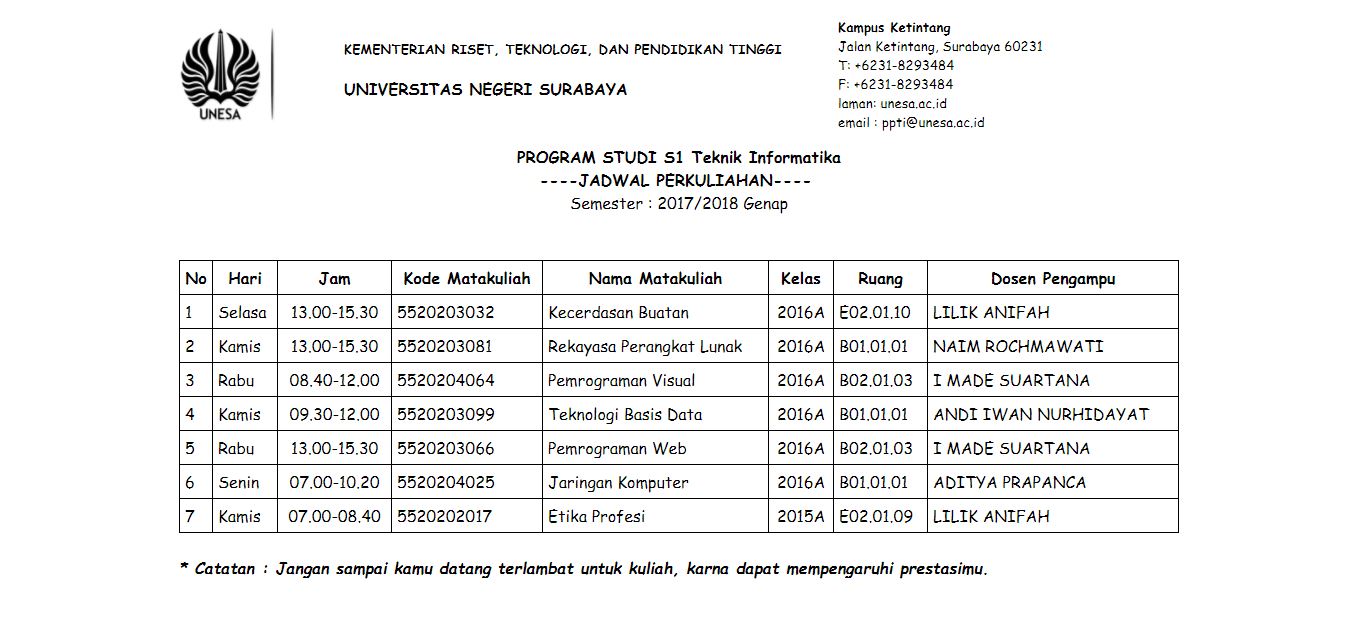 UNESA
KEMENTERIAN RISET, TEKNOLOGI, DAN PENDIDIKAN TINGGI
UNIVERSITAS NEGERI SURABAYA
Kampus Ketintang
Jalan Ketintang, Surabaya 60231
T: +6231-8293484
F: +6231-8293484
laman: unesa.ac.id
email : ppti@unesa.ac.id
PROGRAM STUDI S1 Teknik Informatika
----JADWAL PERKULIAHAN----
Semester : 2017/2018 Genap
No Hari Jam Kode Matakuliah Nama Matakuliah Kelas Ruang Dosen Pengampu
1 Selasa 13.00-15.30 5520203032 Kecerdasan Buatan 2016A E02.01.10 LILIK ANIFAH
2 Kamis 13.00-15.30 5520203081 Rekayasa Perangkat Lunak 2016A B01.01.01 NAIM ROCHMAWATI
3 Rabu 08.40-12.00 5520204064 Pemrograman Visual 2016A B02.01.03 I MADE SUARTANA
4 Kamis 09.30-12.00 5520203099 Teknologi Basis Data 2016A B01.01.01 ANDI IWAN NURHIDAYAT
5 Rabu 13.00-15.30 5520203066 Pemrograman Web 2016A B02.01.03 I MADE SUARTANA
6 Senin 07.00-10.20 5520204025 Jaringan Komputer 2016A B01.01.01 ADITYA PRAPANCA
7 Kamis 07.00-08.40 5520202017 Etika Profesi 2015A E02.01.09 LILIK ANIFAH
* Catatan : Jangan sampai kamu datang terlambat untuk kuliah, karna dapat mempengaruhi prestasimu.